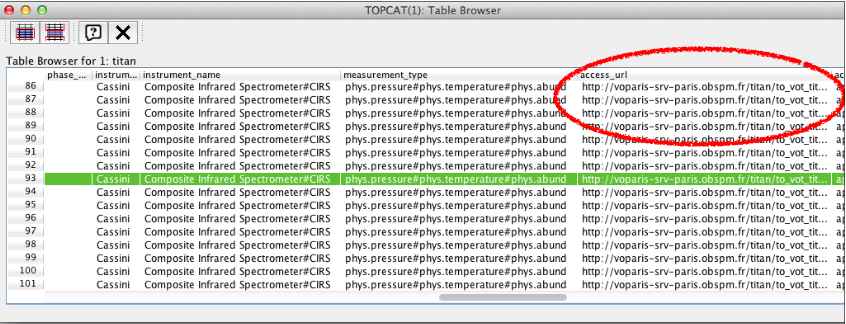 TOPCAT(1): Table Browser
Table Browser for 1: titan
phase_... instrum... instrument_name measurement_type access_url ac
86 Cassini Composite Infrared Spectrometer#CIRS phys.pressure#phys.temperature#phys.abund http://voparis-srv-paris.obspm.fr/titan/to_vot_tit... a
87 Cassini Composite Infrared Spectrometer#CIRS phys.pressure#phys.temperature#phys.abund http://voparis-srv-paris.obspm.fr/titan/to_vot_tit... a
88 Cassini Composite Infrared Spectrometer#CIRS phys.pressure#phys.temperature#phys.abund http://voparis-srv-paris.obspm.fr/titan/to_vot_tit... a
89 Cassini Composite Infrared Spectrometer#CIRS phys.pressure#phys.temperature#phys.abund http://voparis-srv-paris.obspm.fr/titan/to_vot_tit... ap
90 Cassini Composite Infrared Spectrometer#CIRS phys.pressure#phys.temperature#phys.abund http://voparis-srv-paris.obspm.fr/titan/to_vot_tit... ap
91 Cassini Composite Infrared Spectrometer#CIRS phys.pressure#phys.temperature#phys.abund http://voparis-srv-paris.obspm.fr/titan/to_vot_tit... ap
92 Cassini Composite Infrared Spectrometer#CIRS phys.pressure#phys.temperature#phys.abund http://voparis-srv-paris.obspm.fr/titan/to_vot_tit... ap
93 Cassini Composite Infrared Spectrometer#CIRS phys.pressure#phys.temperature#phys.abund http://voparis-srv-paris.obspm.fr/titan/to_vot_tit... ap
94 Cassini Composite Infrared Spectrometer#CIRS phys.pressure#phys.temperature#phys.abund http://voparis-srv-paris.obspm.fr/titan/to_vot_tit... ap
95 Cassini Composite Infrared Spectrometer#CIRS phys.pressure#phys.temperature#phys.abund http://voparis-srv-paris.obspm.fr/titan/to_vot_tit... ap
96 Cassini Composite Infrared Spectrometer#CIRS phys.pressure#phys.temperature#phys.abund http://voparis-srv-paris.obspm.fr/titan/to_vot_tit... ap
97 Cassini Composite Infrared Spectrometer#CIRS phys.pressure#phys.temperature#phys.abund http://voparis-srv-paris.obspm.fr/titan/to_vot_tit... ap
98 Cassini Composite Infrared Spectrometer#CIRS phys.pressure#phys.temperature#phys.abund http://voparis-srv-paris.obspm.fr/titan/to_vot_tit... ap
99 Cassini Composite Infrared Spectrometer#CIRS phys.pressure#phys.temperature#phys.abund http://voparis-srv-paris.obspm.fr/titan/to_vot_tit... ap
100 Cassini Composite Infrared Spectrometer#CIRS phys.pressure#phys.temperature#phys.abund http://voparis-srv-paris.obspm.fr/titan/to_vot_tit... ap
101 Cassini Composite Infrared Spectrometer#CIRS phys.pressure#phys.temperature#phys.abund http://voparis-srv-paris.obspm.fr/titan/to_vot_tit... ap